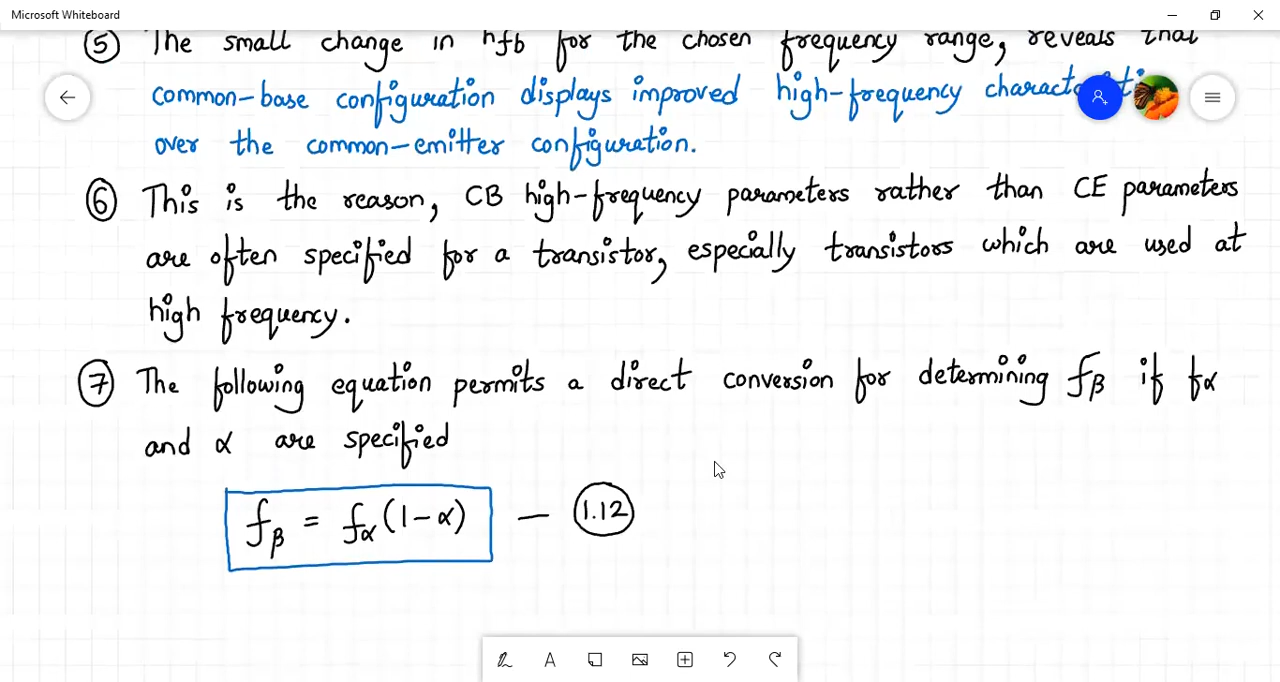 Microsoft Whiteboard
⑤ The small change in hfb for the chosen frequency range, reveals that
common-base configuration displays improved high-frequency
over the common-emitter configuration.
⑥ This is the reason, CB high-frequency parameters rather than CE parameters
are often specified for a transistor, especially transistors which are used at
high frequency.
⑦ The following equation permits a direct conversion for determining fβ if fα
and α are specified
fβ = fα(1-α) — 1.12